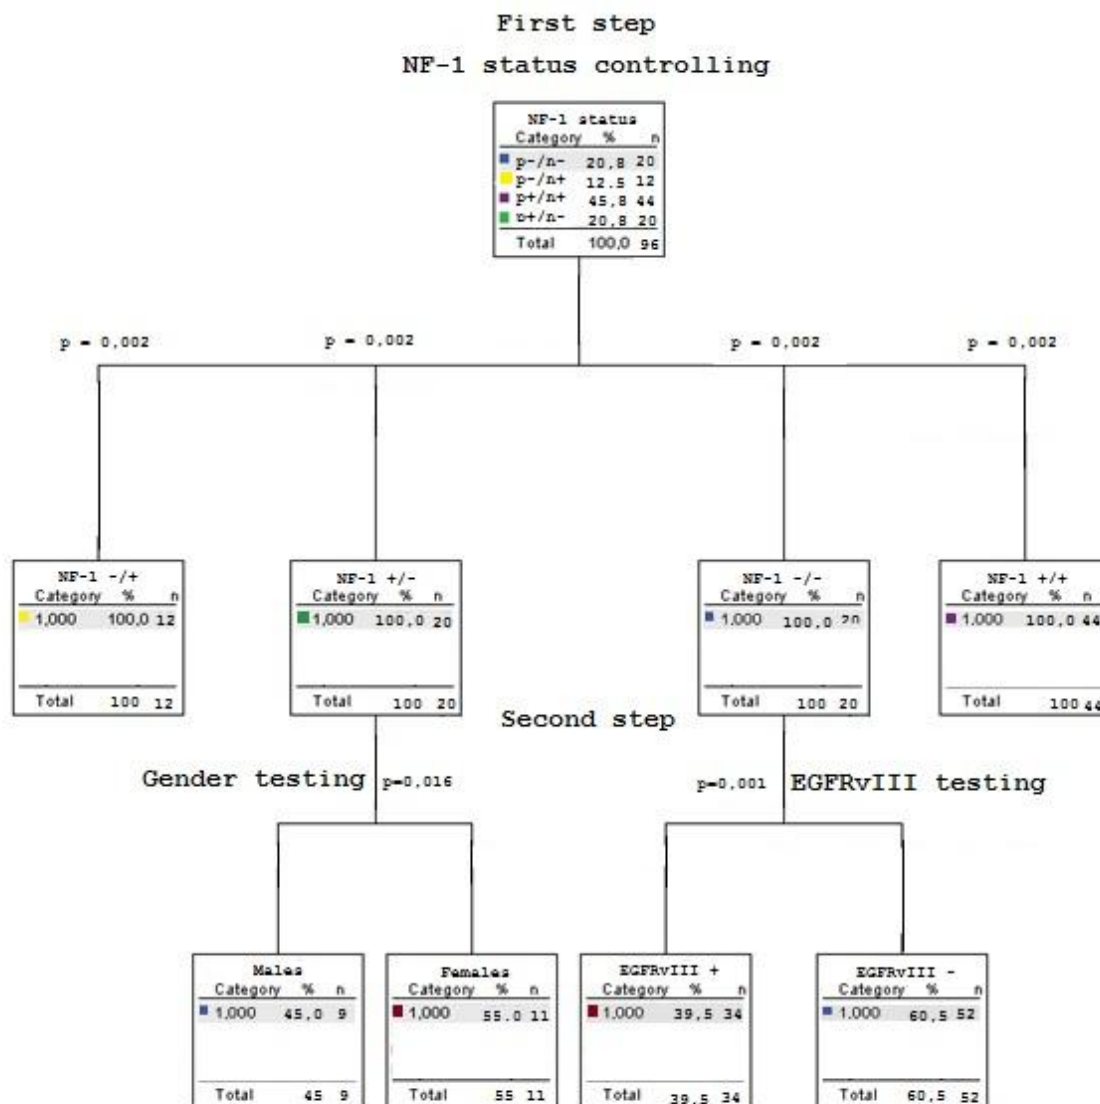 First step
NF-1 status controlling
NF-1 status
Category % n
p-/n- 20,8 20
p-/n+ 12.5 12
p+/n+ 45,8 44
p+/n- 20,8 20
Total 100,0 96
p = 0,002
p = 0,002
p = 0,002
p = 0,002
NF-1 -/+
Category % n
1,000 100,0 12
Total 100 12
NF-1 +/-
Category % n
1,000 100,0 20
Total 100 20
NF-1 -/-
Category % n
1,000 100,0 20
Total 100 20
NF-1 +/+
Category % n
1,000 100,0 44
Total 100 44
Second step
Gender testing
p=0,016
p=0,001
EGFRvIII testing
Males
Category % n
1,000 45,0 9
Total 45 9
Females
Category % n
1,000 55.0 11
Total 55 11
EGFRvIII +
Category % n
1,000 39,5 34
Total 39,5 34
EGFRvIII -
Category % n
1,000 60,5 52
Total 60,5 52